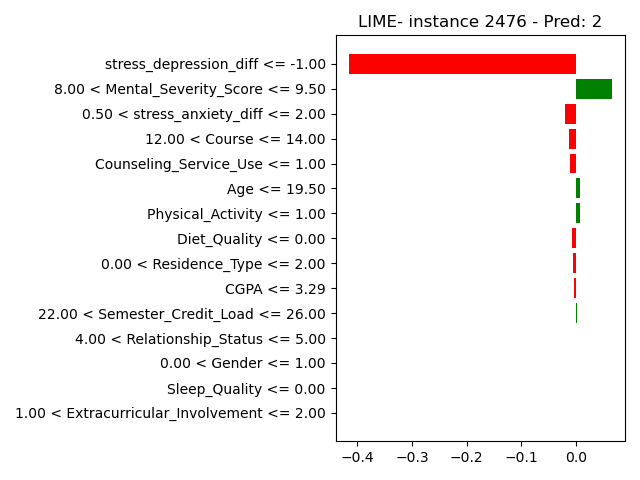 LIME- instance 2476 - Pred: 2
stress_depression_diff <= -1.00
8.00 < Mental_Severity_Score <= 9.50
0.50 < stress_anxiety_diff <= 2.00
12.00 < Course <= 14.00
Counseling_Service_Use <= 1.00
Age <= 19.50
Physical_Activity <= 1.00
Diet_Quality <= 0.00
0.00 < Residence_Type <= 2.00
CGPA <= 3.29
22.00 < Semester_Credit_Load <= 26.00
4.00 < Relationship_Status <= 5.00
0.00 < Gender <= 1.00
Sleep_Quality <= 0.00
1.00 < Extracurricular_Involvement <= 2.00
−0.4 −0.3 −0.2 −0.1 0.0